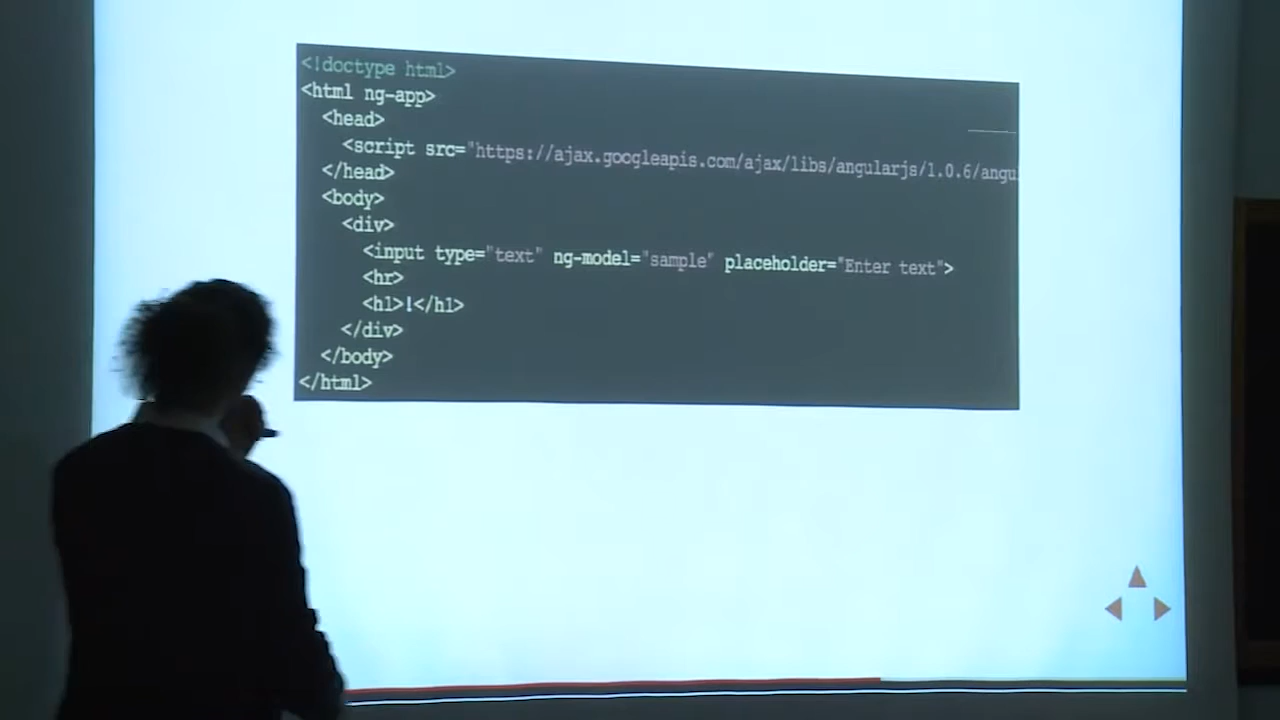 <!doctype html>
<html ng-app>
<head>
<script src="https://ajax.googleapis.com/ajax/libs/angularjs/1.0.6/angu
</head>
<body>
<div>
<input type="text" ng-model="sample" placeholder="Enter text">
<hr>
<h1>!</h1>
</div>
</body>
</html>